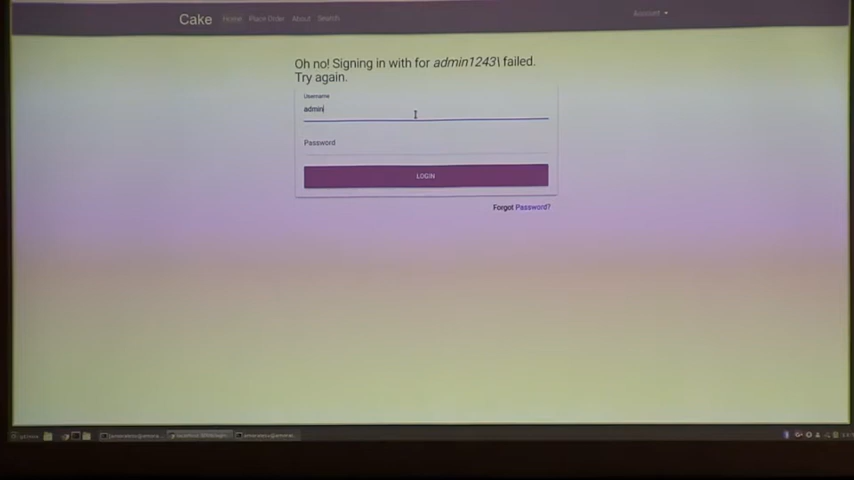 Cake Home Place Order About Search Account
Oh no! Signing in with for admin1243\ failed.
Try again.
Username
admin
Password
LOGIN
Forgot Password?